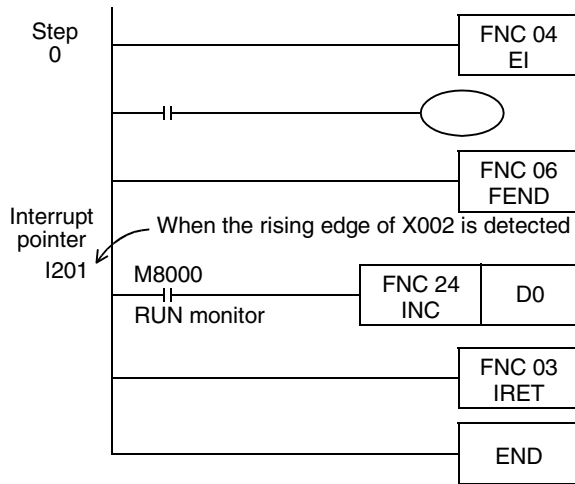 Step
0
FNC 04
EI
FNC 06
FEND
Interrupt
pointer
I201
When the rising edge of X002 is detected
M8000
RUN monitor
FNC 24
INC
D0
FNC 03
IRET
END